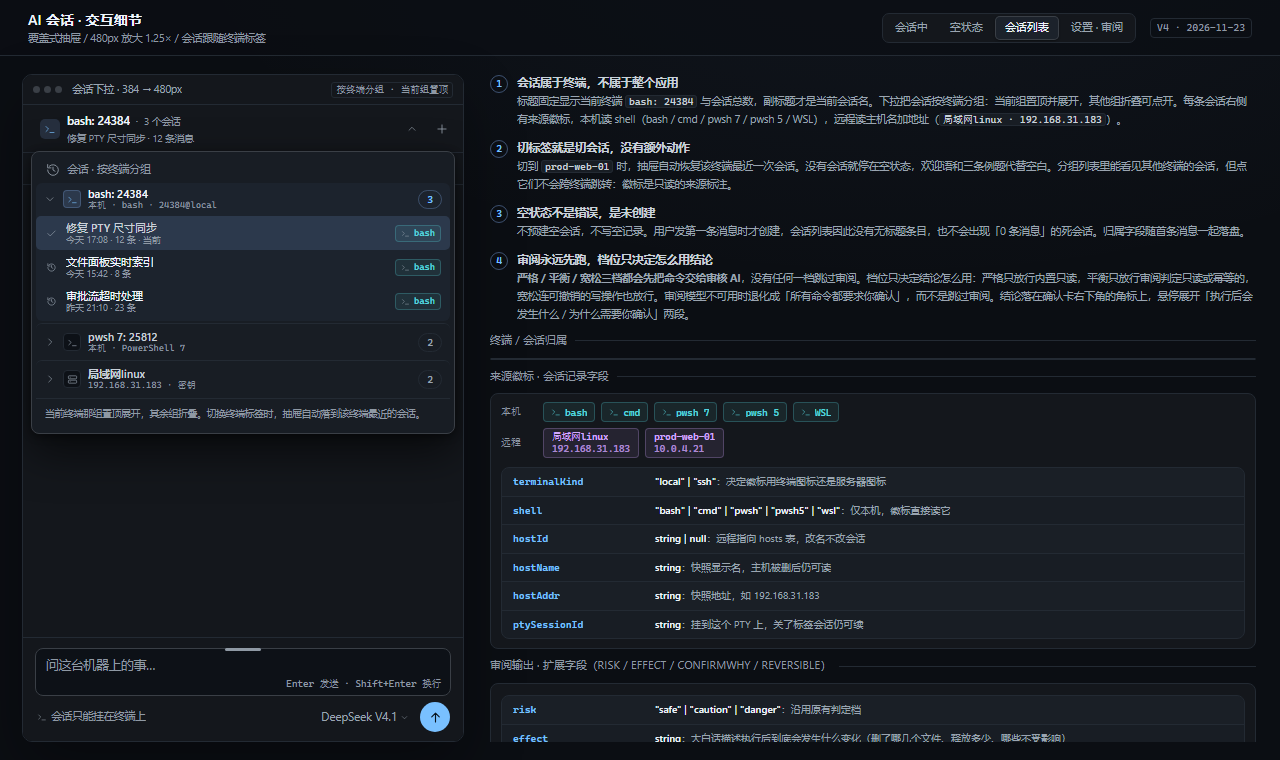 AI 会话 · 交互细节
覆盖式抽屉 / 480px 放大 1.25× / 会话跟随终端标签
会话中
空状态
会话列表
设置 · 审阅
V4 · 2026-11-23
会话下拉 · 384 → 480px
按终端分组 · 当前组置顶
bash: 24384 · 3 个会话
修复 PTY 尺寸同步 · 12 条消息
会话 · 按终端分组
bash: 24384
本机 · bash · 24384@local
3
修复 PTY 尺寸同步
今天 17:08 · 12 条 · 当前
bash
文件面板实时索引
今天 15:42 · 8 条
bash
审批流超时处理
昨天 21:10 · 23 条
bash
pwsh 7: 25812
本机 · PowerShell 7
2
局域网linux
192.168.31.183 · 密钥
2
当前终端那组置顶展开，其余组折叠。切换终端标签时，抽屉自动落到该终端最近的会话。
问这台机器上的事...
Enter 发送 · Shift+Enter 换行
会话只能挂在终端上
DeepSeek V4.1
1 会话属于终端，不属于整个应用
标题固定显示当前终端 bash: 24384 与会话总数，副标题才是当前会话名。下拉把会话按终端分组：当前组置顶并展开，其他组折叠可点开。每条会话右侧
有来源徽标，本机读 shell（bash / cmd / pwsh 7 / pwsh 5 / WSL），远程读主机名加地址（ 局域网linux · 192.168.31.183 ）。
2 切标签就是切会话，没有额外动作
切到 prod-web-01 时，抽屉自动恢复该终端最近一次会话。没有会话就停在空状态，欢迎语和三条例题代替空白。分组列表里能看见其他终端的会话，但点
它们不会跨终端跳转：徽标是只读的来源标注。
3 空状态不是错误，是未创建
不预建空会话，不写空记录。用户发第一条消息时才创建，会话列表因此没有无标题条目，也不会出现「0 条消息」的死会话。归属字段随首条消息一起落盘。
4 审阅永远先跑，档位只决定怎么用结论
严格 / 平衡 / 宽松三档都会先把命令交给审核 AI，没有任何一档跳过审阅。档位只决定结论怎么用：严格只放行内置只读，平衡只放行审阅判定只读或幂等的，
宽松连可撤销的写操作也放行。审阅模型不可用时退化成「所有命令都要求你确认」，而不是跳过审阅。结论落在确认卡右下角的角标上，悬停展开「执行后会
发生什么 / 为什么需要你确认」两段。
终端 / 会话归属
来源徽标 · 会话记录字段
本机
bash
cmd
pwsh 7
pwsh 5
WSL
远程
局域网linux
192.168.31.183
prod-web-01
10.0.4.21
terminalKind "local" | "ssh"：决定徽标用终端图标还是服务器图标
shell "bash" | "cmd" | "pwsh" | "pwsh5" | "wsl"：仅本机，徽标直接读它
hostId string | null：远程指向 hosts 表，改名不改会话
hostName string：快照显示名，主机被删后仍可读
hostAddr string：快照地址，如 192.168.31.183
ptySessionId string：挂到这个 PTY 上，关了标签会话仍可读
审阅输出 · 扩展字段（RISK / EFFECT / CONFIRMWHY / REVERSIBLE）
risk "safe" | "caution" | "danger"：沿用原有判定档
effect string：大白话描述执行后到底会发生什么变化（删了哪几个文件、释放多少、哪些不受影响）